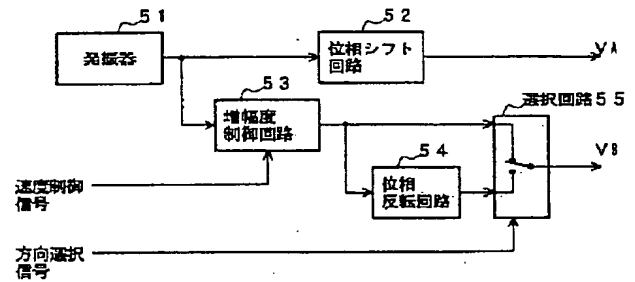 51
発振器
52
位相シフト
回路
VA
53
増幅度
制御回路
選択回路55
54
位相
反転回路
VB
速度制御
信号
方向選択
信号